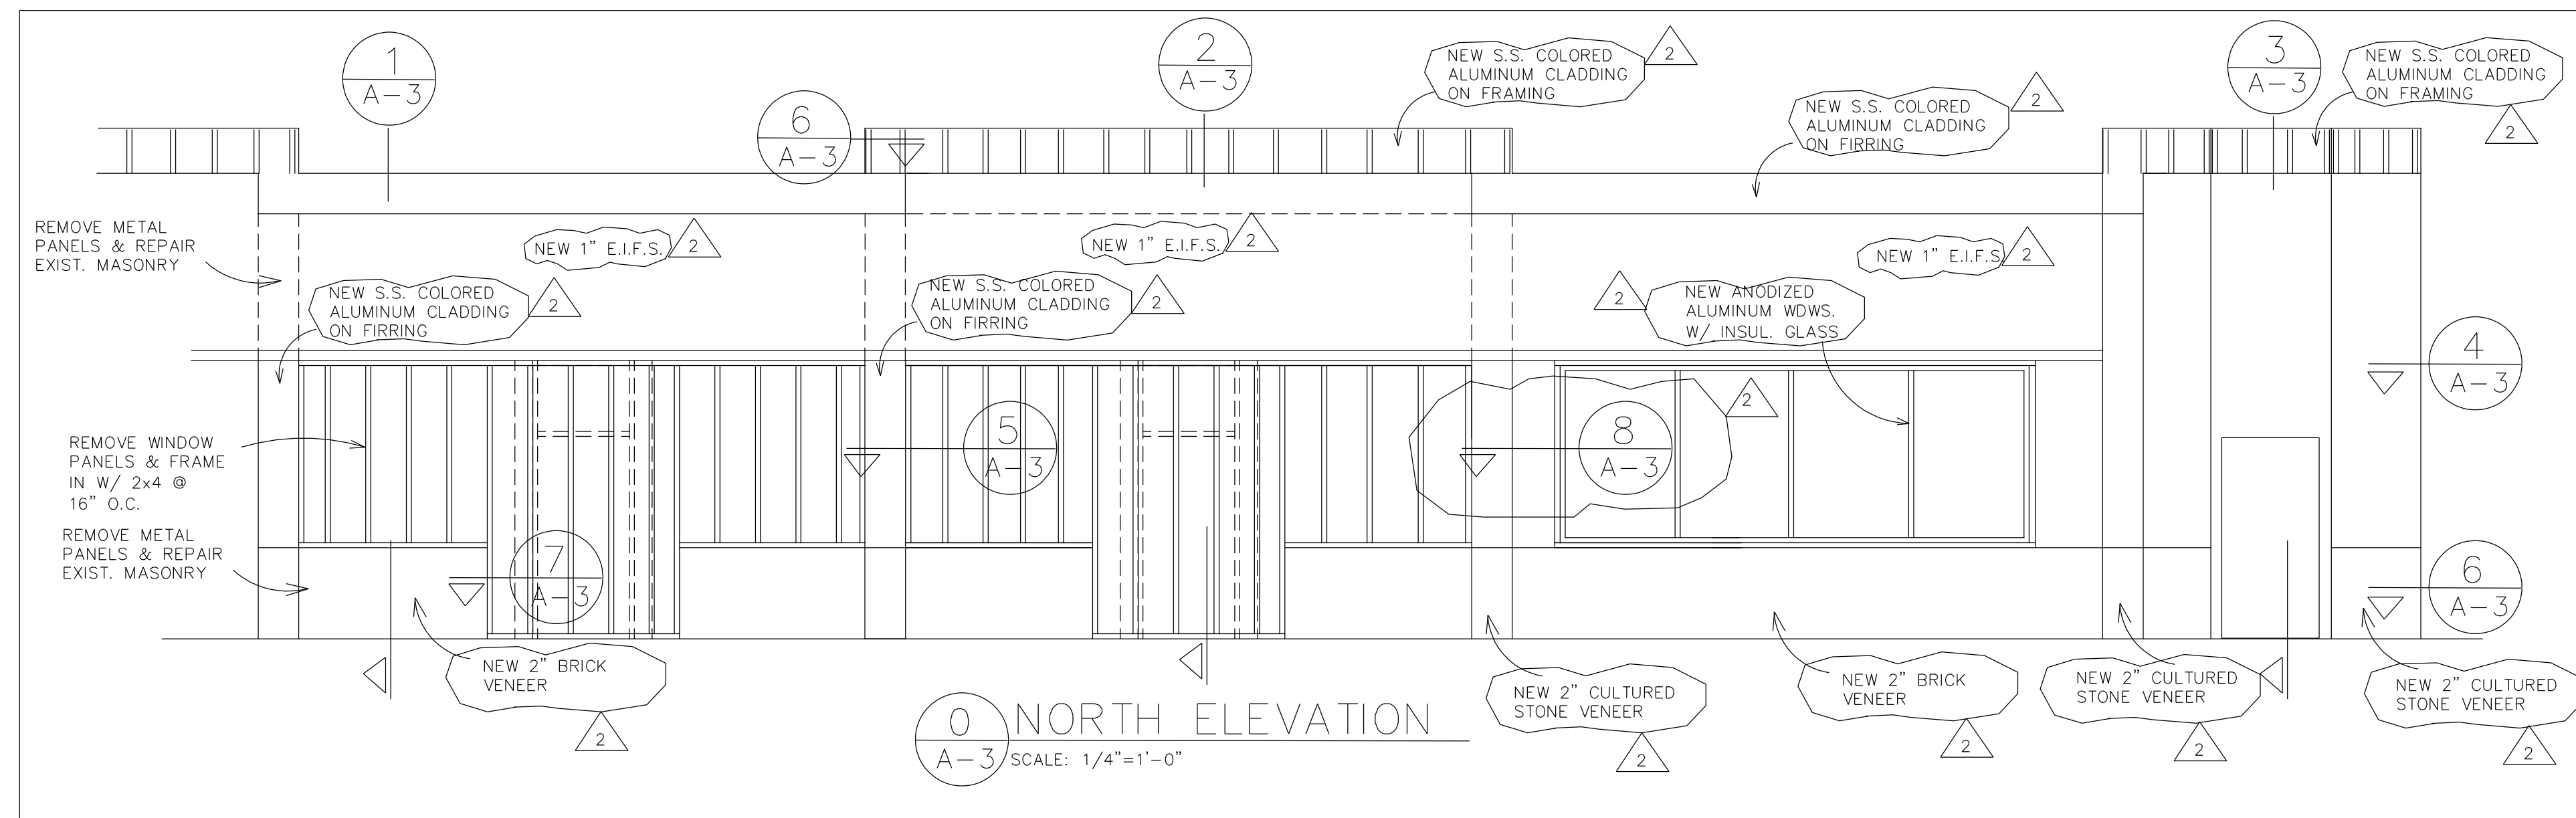 1
A-3
2
A-3
NEW S.S. COLORED
ALUMINUM CLADDING
ON FRAMING
2
3
A-3
NEW S.S. COLORED
ALUMINUM CLADDING
ON FRAMING
2
6
A-3
NEW S.S. COLORED
ALUMINUM CLADDING
ON FIRRING
2
REMOVE METAL
PANELS & REPAIR
EXIST. MASONRY
NEW 1" E.I.F.S.
2
NEW 1" E.I.F.S.
2
NEW 1" E.I.F.S
2
NEW S.S. COLORED
ALUMINUM CLADDING
ON FIRRING
2
NEW S.S. COLORED
ALUMINUM CLADDING
ON FIRRING
2
2
NEW ANODIZED
ALUMINUM WDWS.
W/ INSUL. GLASS
4
A-3
REMOVE WINDOW
PANELS & FRAME
IN W/ 2x4 @
16" O.C.
5
A-3
8
A-3
2
REMOVE METAL
PANELS & REPAIR
EXIST. MASONRY
7
A-3
6
A-3
NEW 2" BRICK
VENEER
2
NEW 2" CULTURED
STONE VENEER
2
NEW 2" BRICK
VENEER
2
NEW 2" CULTURED
STONE VENEER
2
NEW 2" CULTURED
STONE VENEER
2
0
A-3
NORTH ELEVATION
SCALE: 1/4"=1'-0"